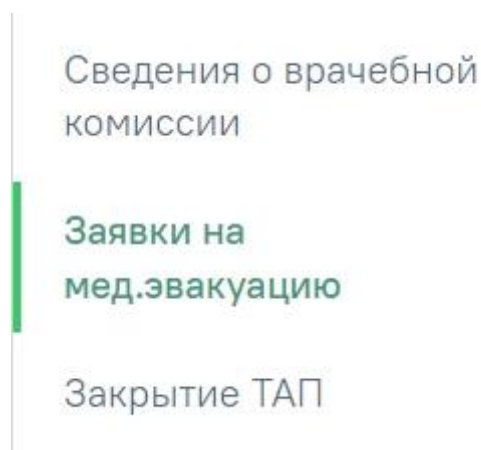 Сведения о врачебной
комиссии
Заявки на
мед.эвакуацию
Закрытие ТАП